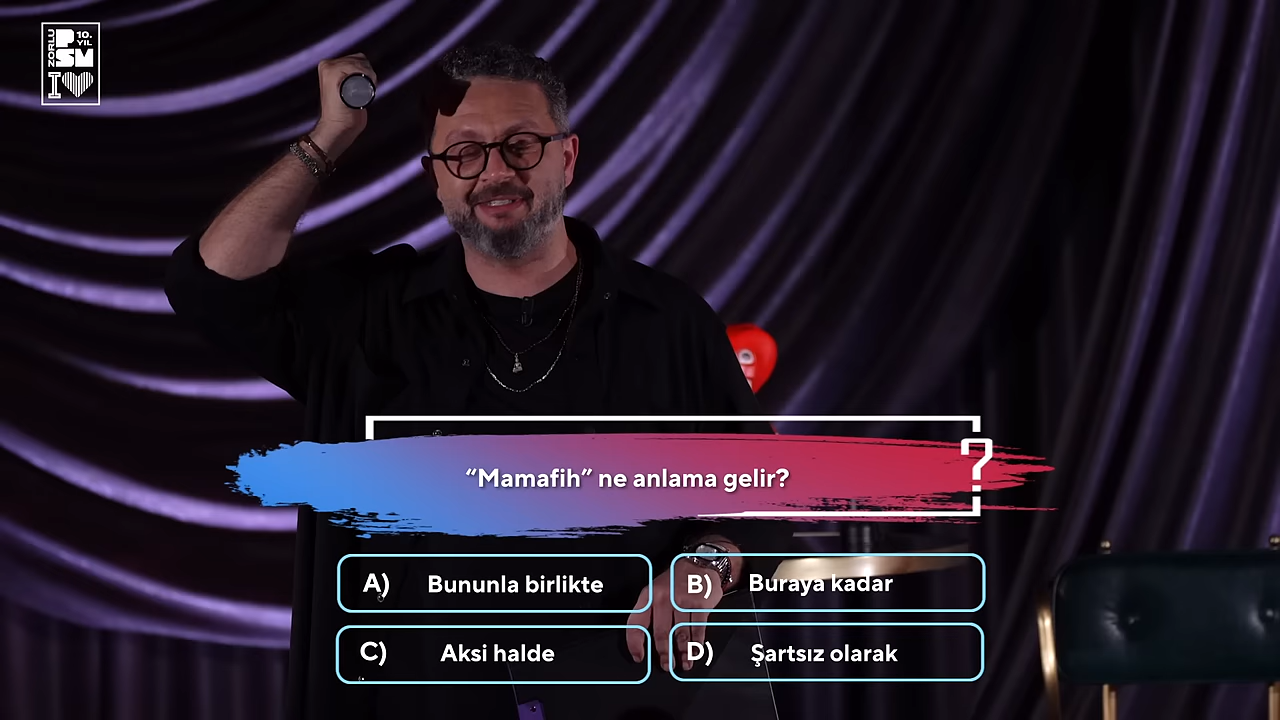 ZORLU
PSM
10.
YIL
I
"Mamafih" ne anlama gelir?
?
A) Bununla birlikte
B) Buraya kadar
C) Aksi halde
D) Şartsız olarak